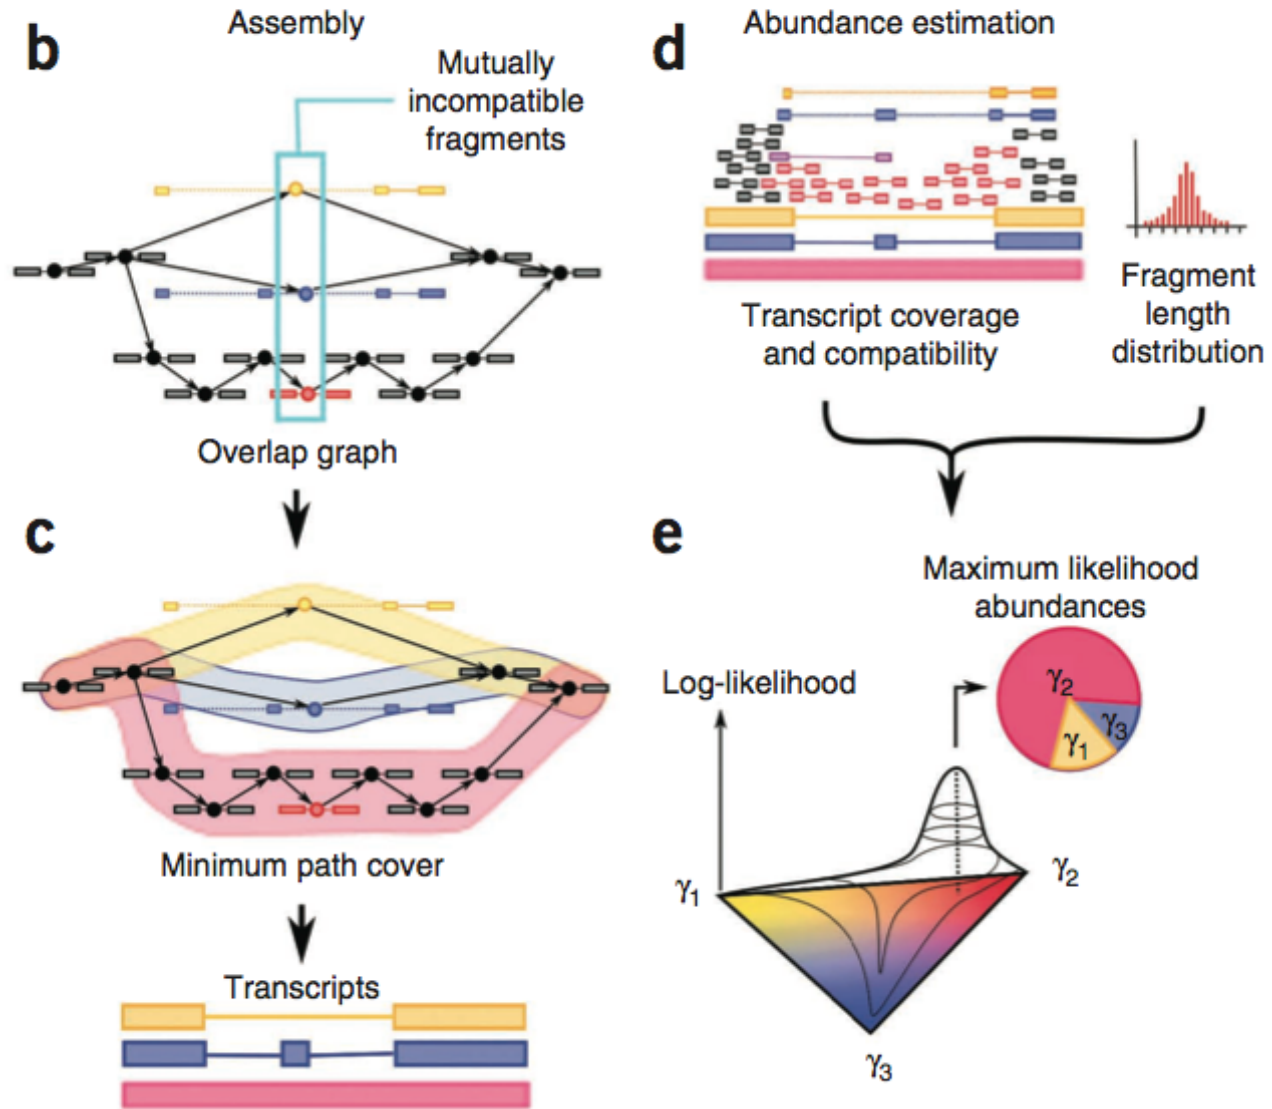 b
Assembly
Mutually
incompatible
fragments
Overlap graph
c
Minimum path cover
Transcripts
d
Abundance estimation
Transcript coverage
and compatibility
Fragment
length
distribution
e
Maximum likelihood
abundances
γ2
γ3
γ1
Log-likelihood
γ1
γ2
γ3